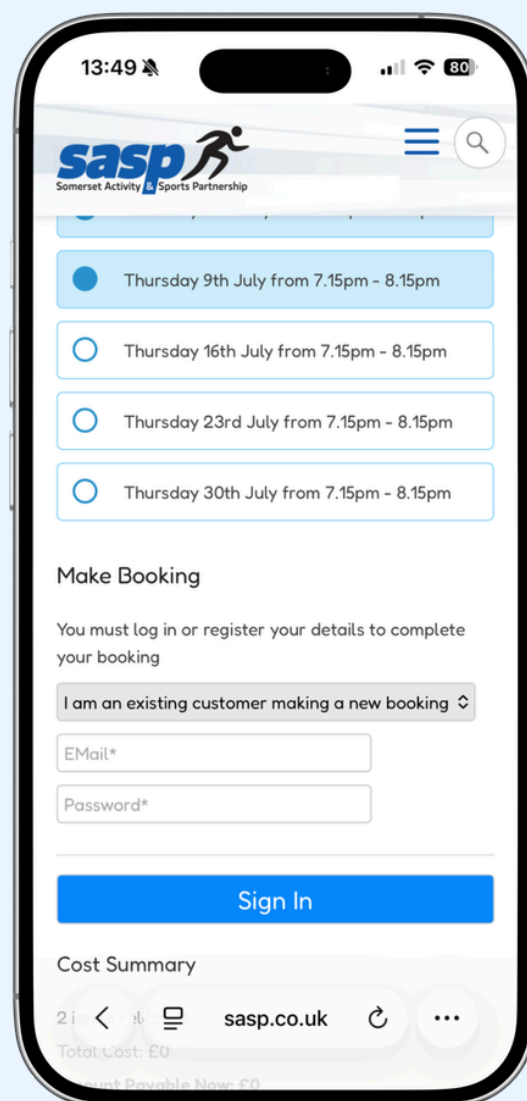 13:49
80
sasp
Somerset Activity & Sports Partnership
Thursday 9th July from 7.15pm - 8.15pm
Thursday 16th July from 7.15pm - 8.15pm
Thursday 23rd July from 7.15pm - 8.15pm
Thursday 30th July from 7.15pm - 8.15pm
Make Booking
You must log in or register your details to complete
your booking
I am an existing customer making a new booking
EMail*
Password*
Sign In
Cost Summary
2
sasp.co.uk
Total Cost: £0
Payable Now: £0